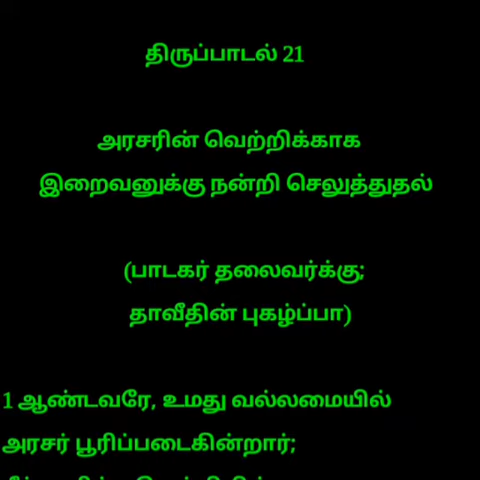 திருப்பாடல் 21
அரசரின் வெற்றிக்காக
இறைவனுக்கு நன்றி செலுத்துதல்
(பாடகர் தலைவர்க்கு;
தாவீதின் புகழ்ப்பா)
1 ஆண்டவரே, உமது வல்லமையில்
அரசர் பூரிப்படைகின்றார்;